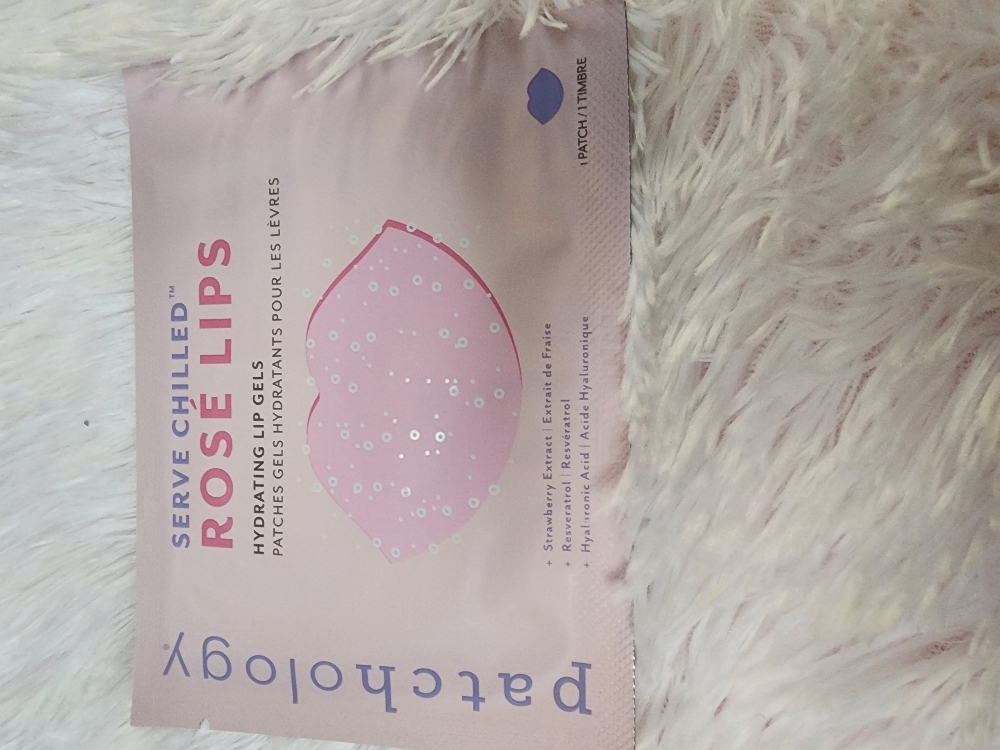 patchology®
SERVE CHILLED™
ROSÉ LIPS
HYDRATING LIP GELS
PATCHES GELS HYDRATANTS POUR LES LÈVRES
+ Strawberry Extract | Extrait de Fraise
+ Resveratrol | Resvératrol
+ Hyaluronic Acid | Acide Hyaluronique
1 PATCH / 1 TIMBRE